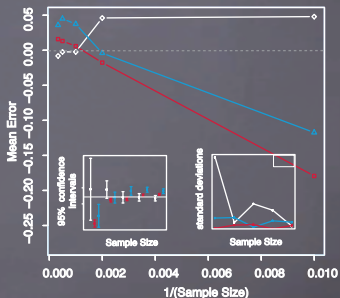 Mean Error
0.05
0.00
−0.05
−0.10
−0.15
−0.20
−0.25
95% confidence
intervals
Sample Size
standard deviations
Sample Size
0.000 0.002 0.004 0.006 0.008 0.010
1/(Sample Size)